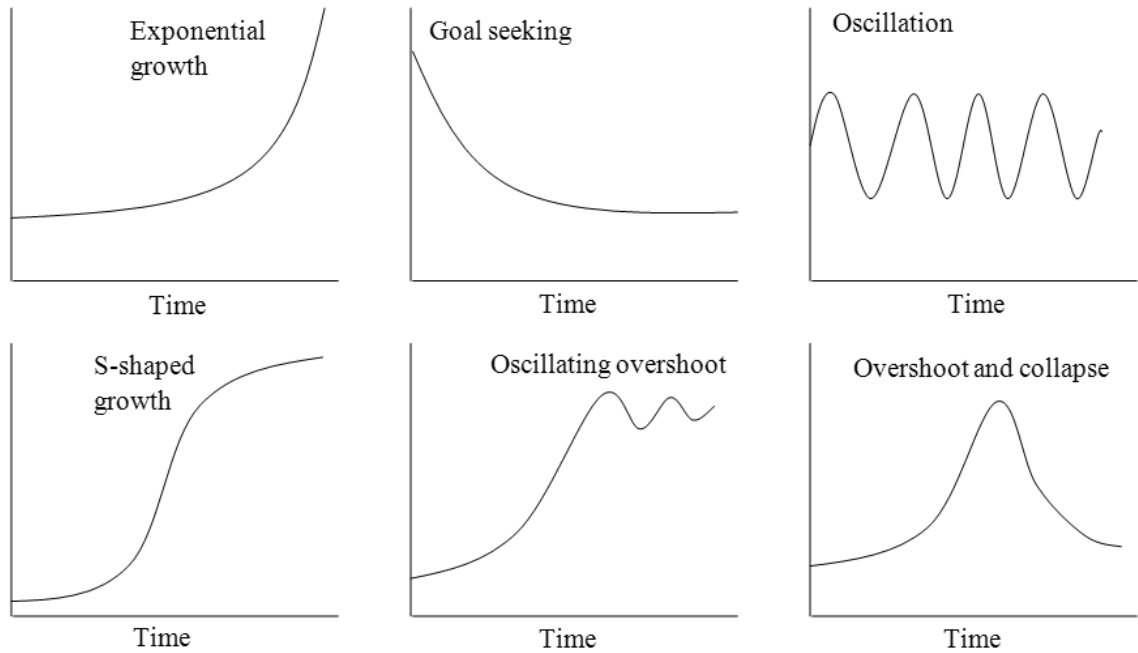 Exponential
growth
Goal seeking
Oscillation
Time
Time
Time
S-shaped
growth
Oscillating overshoot
Overshoot and collapse
Time
Time
Time